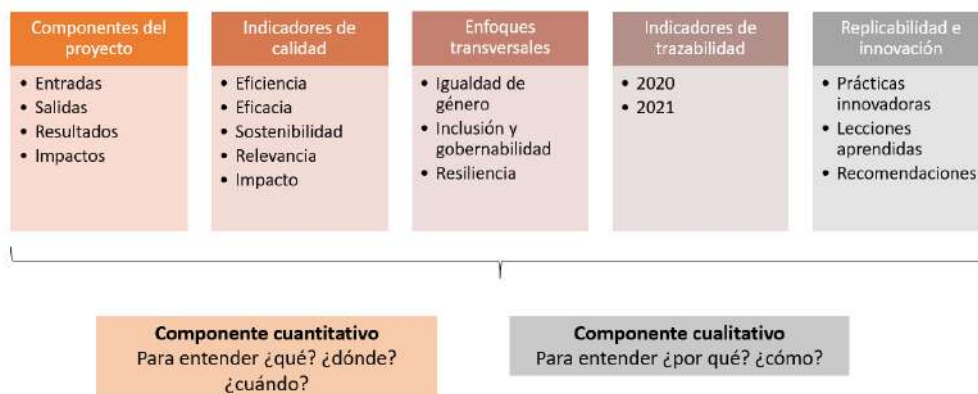 Componentes del
proyecto
• Entradas
• Salidas
• Resultados
• Impactos
Indicadores de
calidad
• Eficiencia
• Eficacia
• Sostenibilidad
• Relevancia
• Impacto
Enfoques
transversales
• Igualdad de
género
• Inclusión y
gobernabilidad
• Resiliencia
Indicadores de
trazabilidad
• 2020
• 2021
Replicabilidad e
innovación
• Prácticas
innovadoras
• Lecciones
aprendidas
• Recomendaciones
Componente cuantitativo
Para entender ¿qué? ¿dónde?
¿cuándo?
Componente cualitativo
Para entender ¿por qué? ¿cómo?